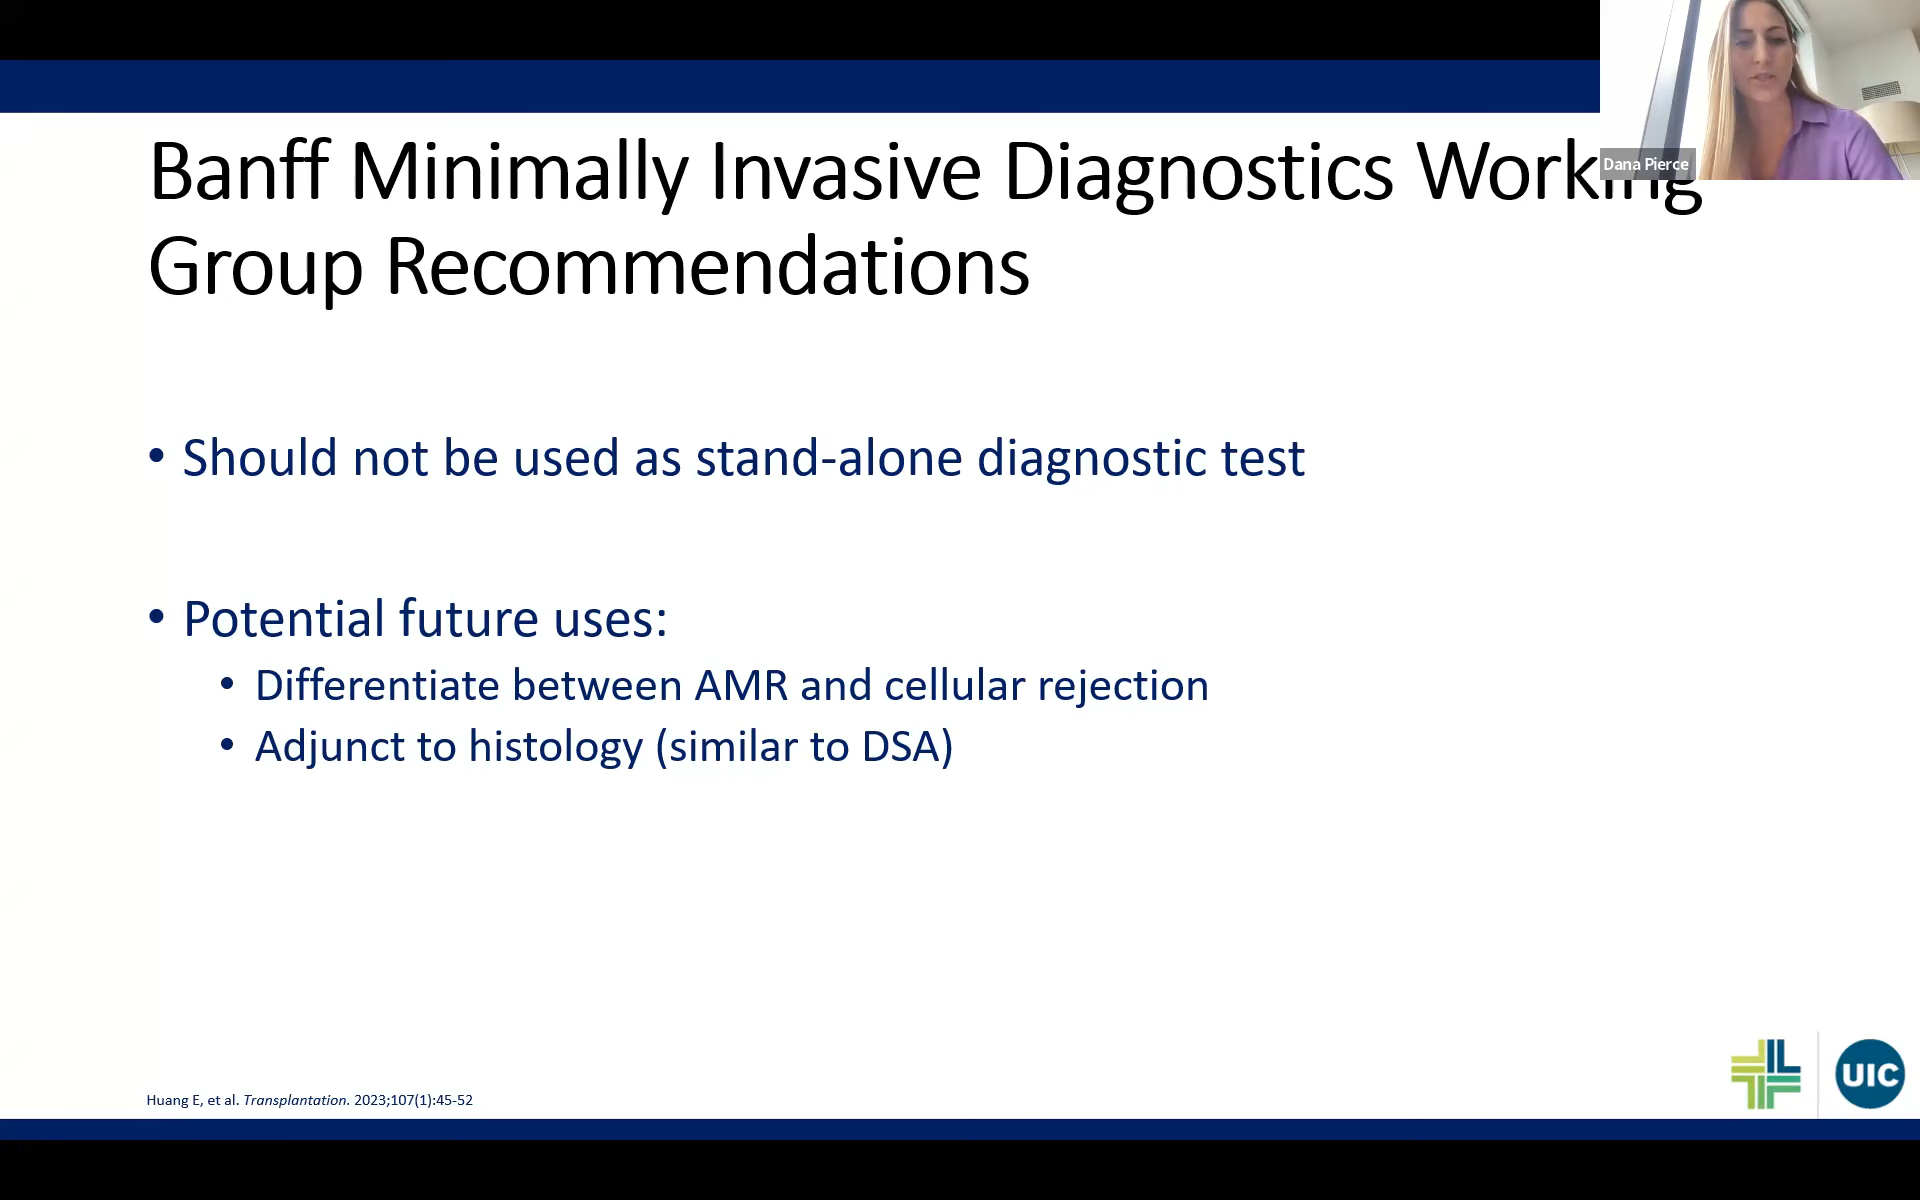 Banff Minimally Invasive Diagnostics Working
Dana Pierce
Group Recommendations
• Should not be used as stand-alone diagnostic test
• Potential future uses:
• Differentiate between AMR and cellular rejection
• Adjunct to histology (similar to DSA)
Huang E, et al. Transplantation. 2023;107(1):45-52
UIC